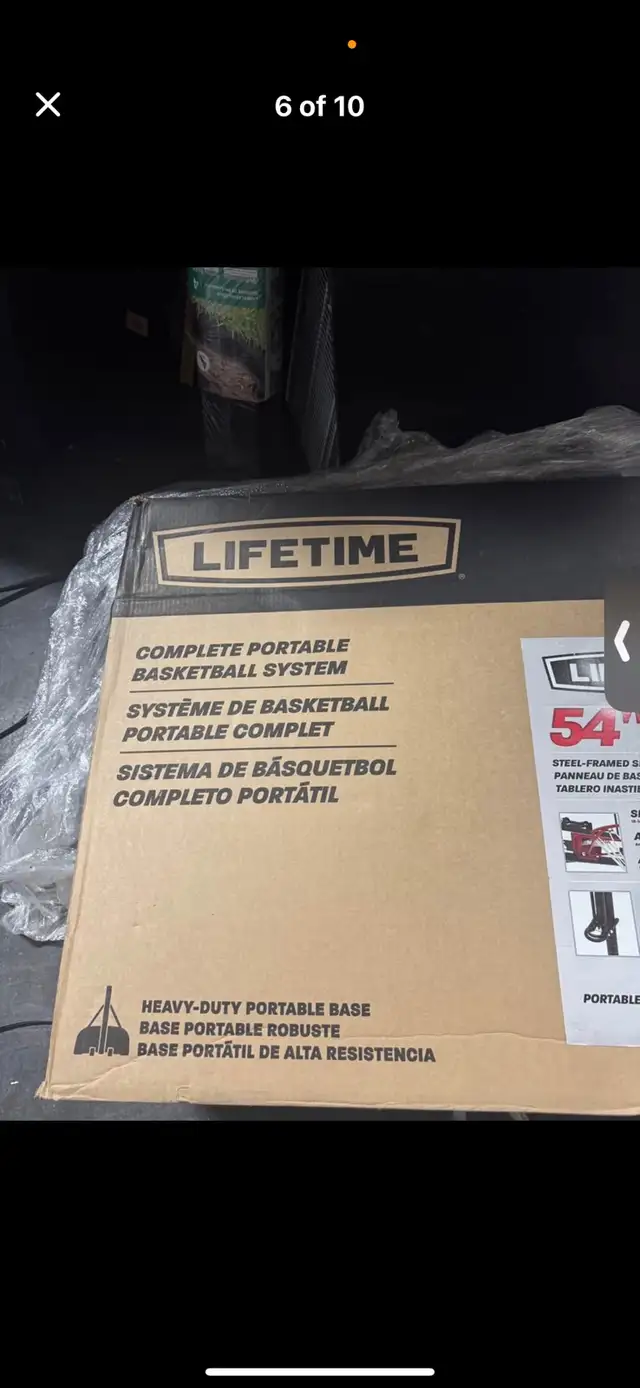 6 of 10
LIFETIME
COMPLETE PORTABLE
BASKETBALL SYSTEM
SYSTÈME DE BASKETBALL
PORTABLE COMPLET
SISTEMA DE BÁSQUETBOL
COMPLETO PORTÁTIL
HEAVY-DUTY PORTABLE BASE
BASE PORTABLE ROBUSTE
BASE PORTÁTIL DE ALTA RESISTENCIA
LI
54"
STEEL-FRAMED S
PANNEAU DE BAS
TABLERO INASTI
PORTABLE